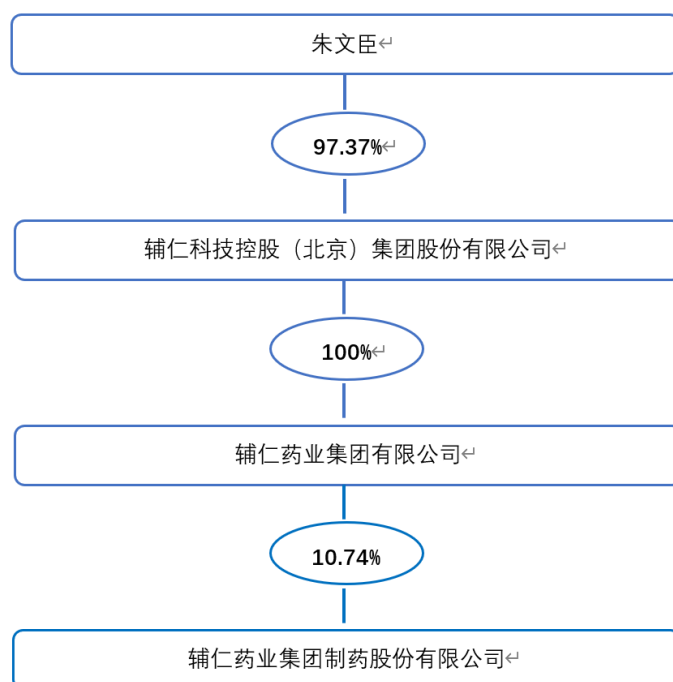 朱文臣
97.37%
辅仁科技控股（北京）集团股份有限公司
100%
辅仁药业集团有限公司
10.74%
辅仁药业集团制药股份有限公司